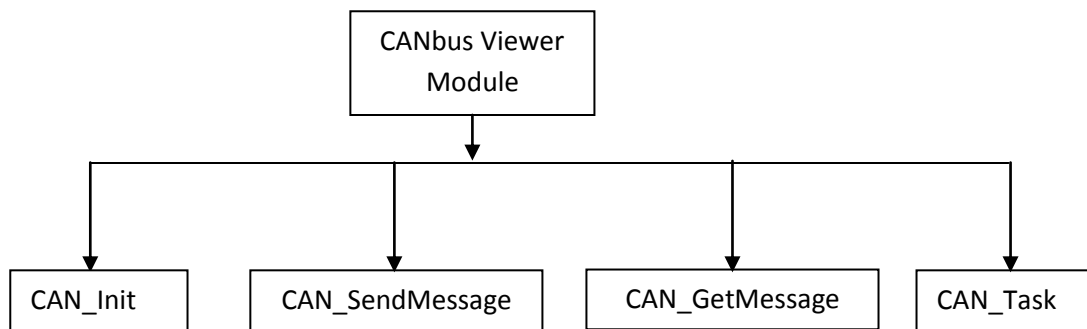 CANbus Viewer
Module
CAN_Init
CAN_SendMessage
CAN_GetMessage
CAN_Task